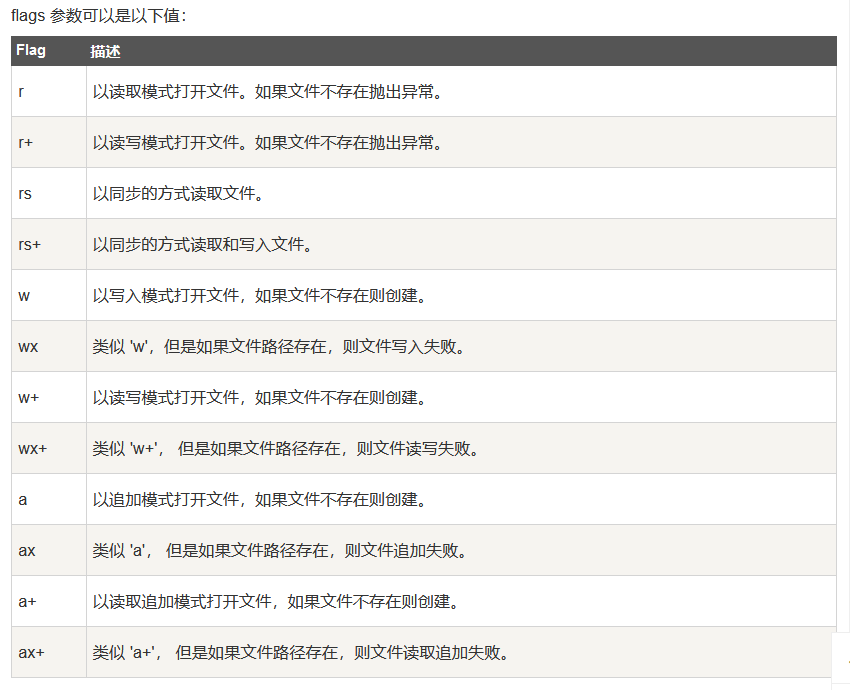 flags 参数可以是以下值：
Flag 描述
r 以读取模式打开文件。如果文件不存在抛出异常。
r+ 以读写模式打开文件。如果文件不存在抛出异常。
rs 以同步的方式读取文件。
rs+ 以同步的方式读取和写入文件。
w 以写入模式打开文件，如果文件不存在则创建。
wx 类似 'w'，但是如果文件路径存在，则文件写入失败。
w+ 以读写模式打开文件，如果文件不存在则创建。
wx+ 类似 'w+'， 但是如果文件路径存在，则文件读写失败。
a 以追加模式打开文件，如果文件不存在则创建。
ax 类似 'a'， 但是如果文件路径存在，则文件追加失败。
a+ 以读取追加模式打开文件，如果文件不存在则创建。
ax+ 类似 'a+'， 但是如果文件路径存在，则文件读取追加失败。